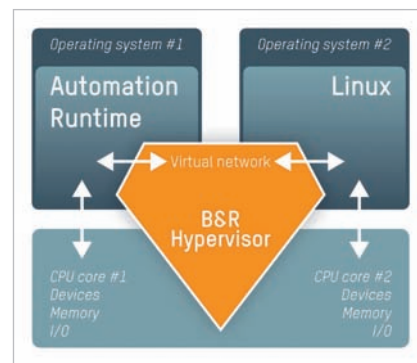 Operating system #1
Automation
Runtime
Operating system #2
Linux
Virtual network
B&R
Hypervisor
CPU core #1
Devices
Memory
I/O
CPU core #2
Devices
Memory
I/O